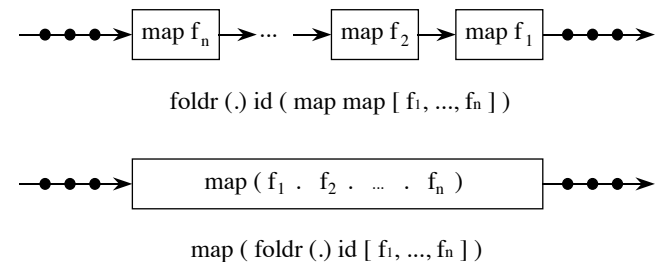 map fn ... map f2 map f1
foldr (.) id ( map map [ f1, ..., fn ] )
map ( f1 . f2 . ... . fn )
map ( foldr (.) id [ f1, ..., fn ] )